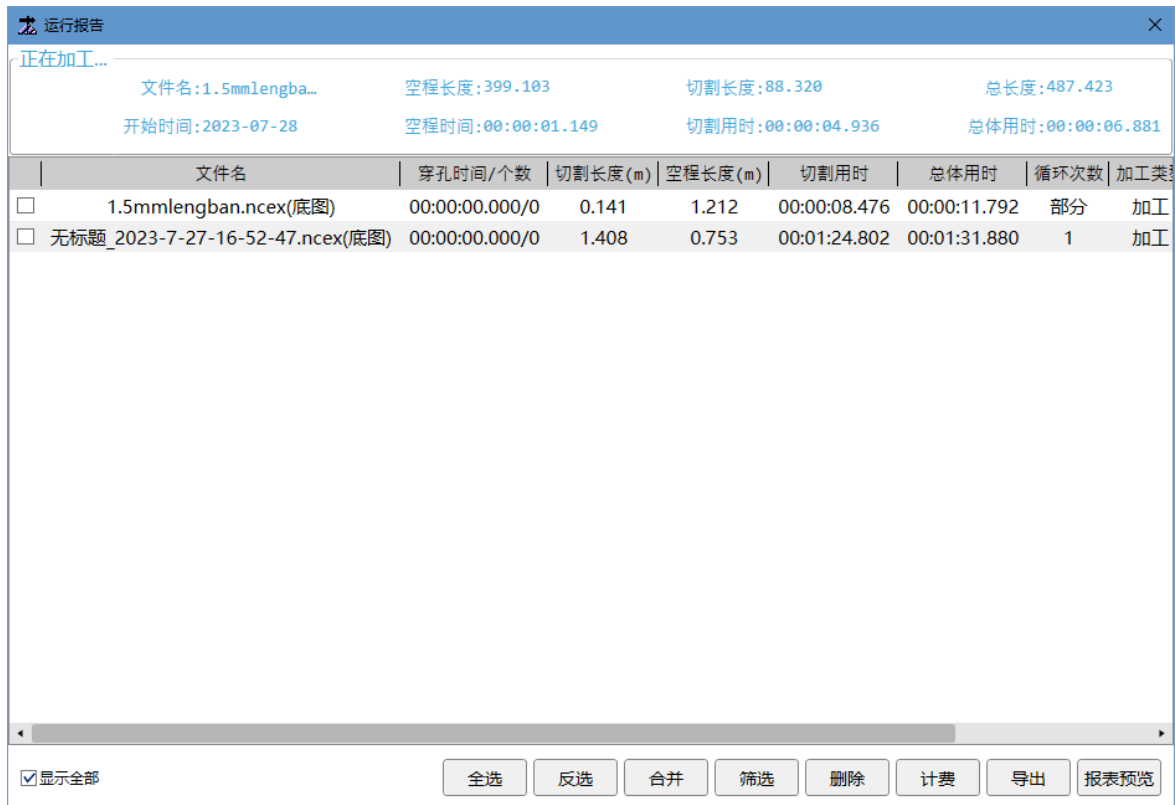 运行报告
正在加工...
文件名:1.5mmlengba… 空程长度:399.103 切割长度:88.320 总长度:487.423
开始时间:2023-07-28 空程时间:00:00:01.149 切割用时:00:00:04.936 总体用时:00:00:06.881
文件名 穿孔时间/个数 切割长度(m) 空程长度(m) 切割用时 总体用时 循环次数 加工类
1.5mmlengban.ncex(底图) 00:00:00.000/0 0.141 1.212 00:00:08.476 00:00:11.792 部分 加工
无标题_2023-7-27-16-52-47.ncex(底图) 00:00:00.000/0 1.408 0.753 00:01:24.802 00:01:31.880 1 加工
显示全部 全选 反选 合并 筛选 删除 计费 导出 报表预览